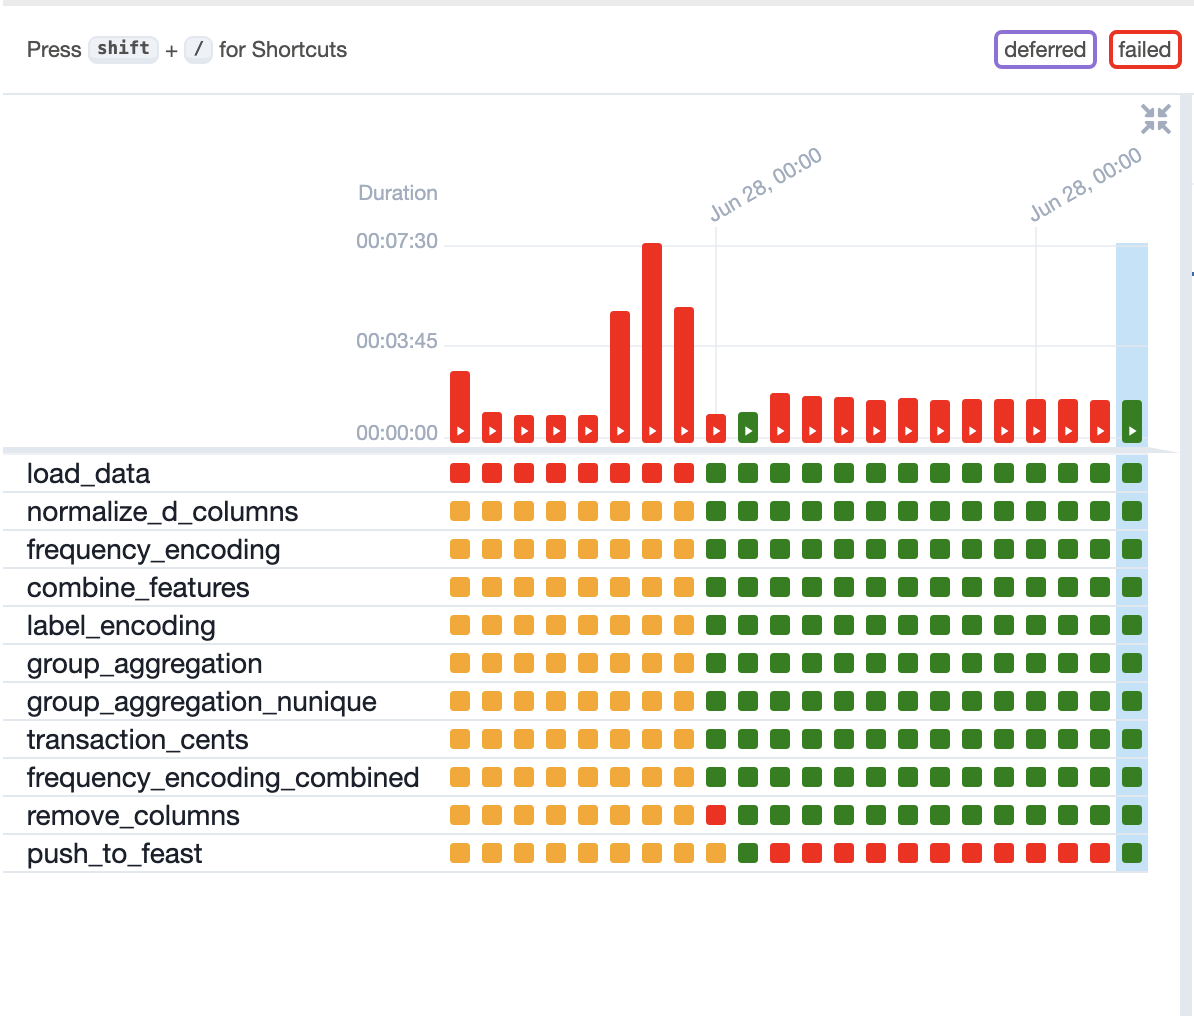 Press shift + / for Shortcuts
deferred failed
Jun 28, 00:00 Jun 28, 00:00
Duration
00:07:30
00:03:45
00:00:00
load_data
normalize_d_columns
frequency_encoding
combine_features
label_encoding
group_aggregation
group_aggregation_nunique
transaction_cents
frequency_encoding_combined
remove_columns
push_to_feast